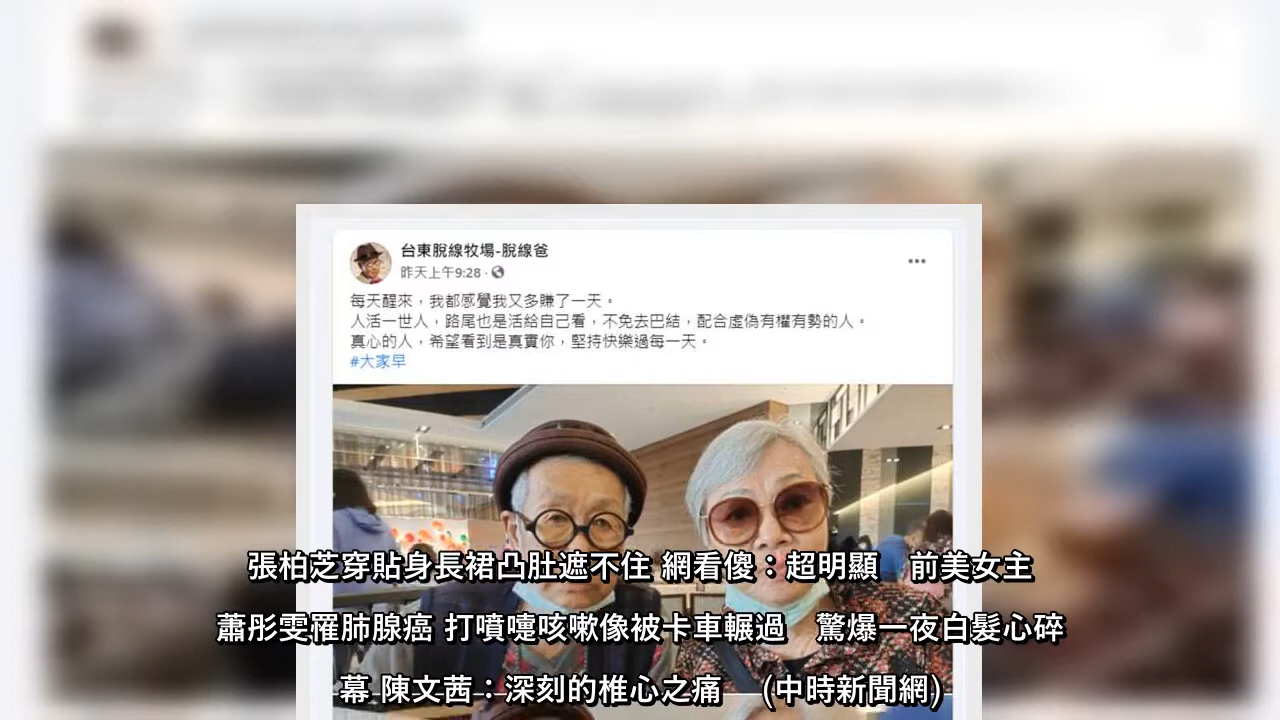 台東脫線牧場-脫線爸
昨天上午9:28 ·
每天醒來，我都感覺我又多賺了一天。
人活一世人，路尾也是活給自己看，不免去巴結，配合虛偽有權有勢的人。
真心的人，希望看到是真實你，堅持快樂過每一天。
#大家早
張柏芝穿貼身長裙凸肚遮不住 網看傻：超明顯　前美女主
蕭彤雯罹肺腺癌 打噴嚏咳嗽像被卡車輾過　驚爆一夜白髮心碎
幕 陳文茜：深刻的椎心之痛　(中時新聞網)